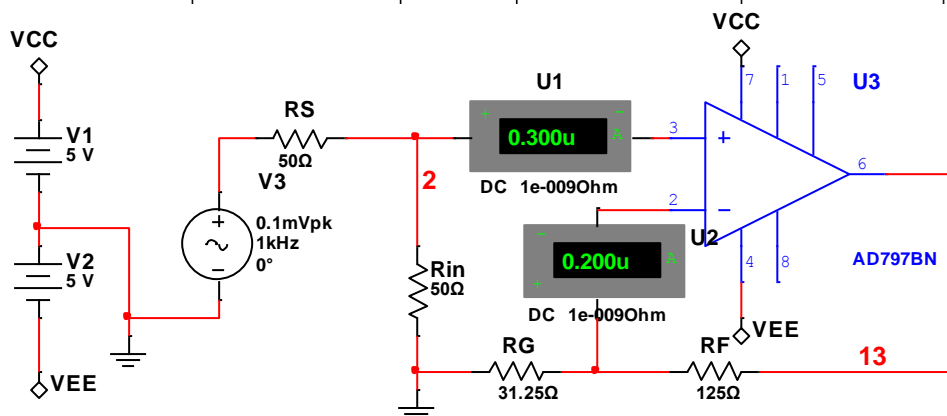 VCC
V1
5 V
V2
5 V
VEE
RS
50Ω
V3
0.1mVpk
1kHz
0°
2
Rin
50Ω
U1
+
-
0.300u
A
DC 1e-009Ohm
U2
-
+
0.200u
A
DC 1e-009Ohm
RG
31.25Ω
RF
125Ω
VCC
7
1
5
U3
3
+
2
-
6
4
8
AD797BN
VEE
13